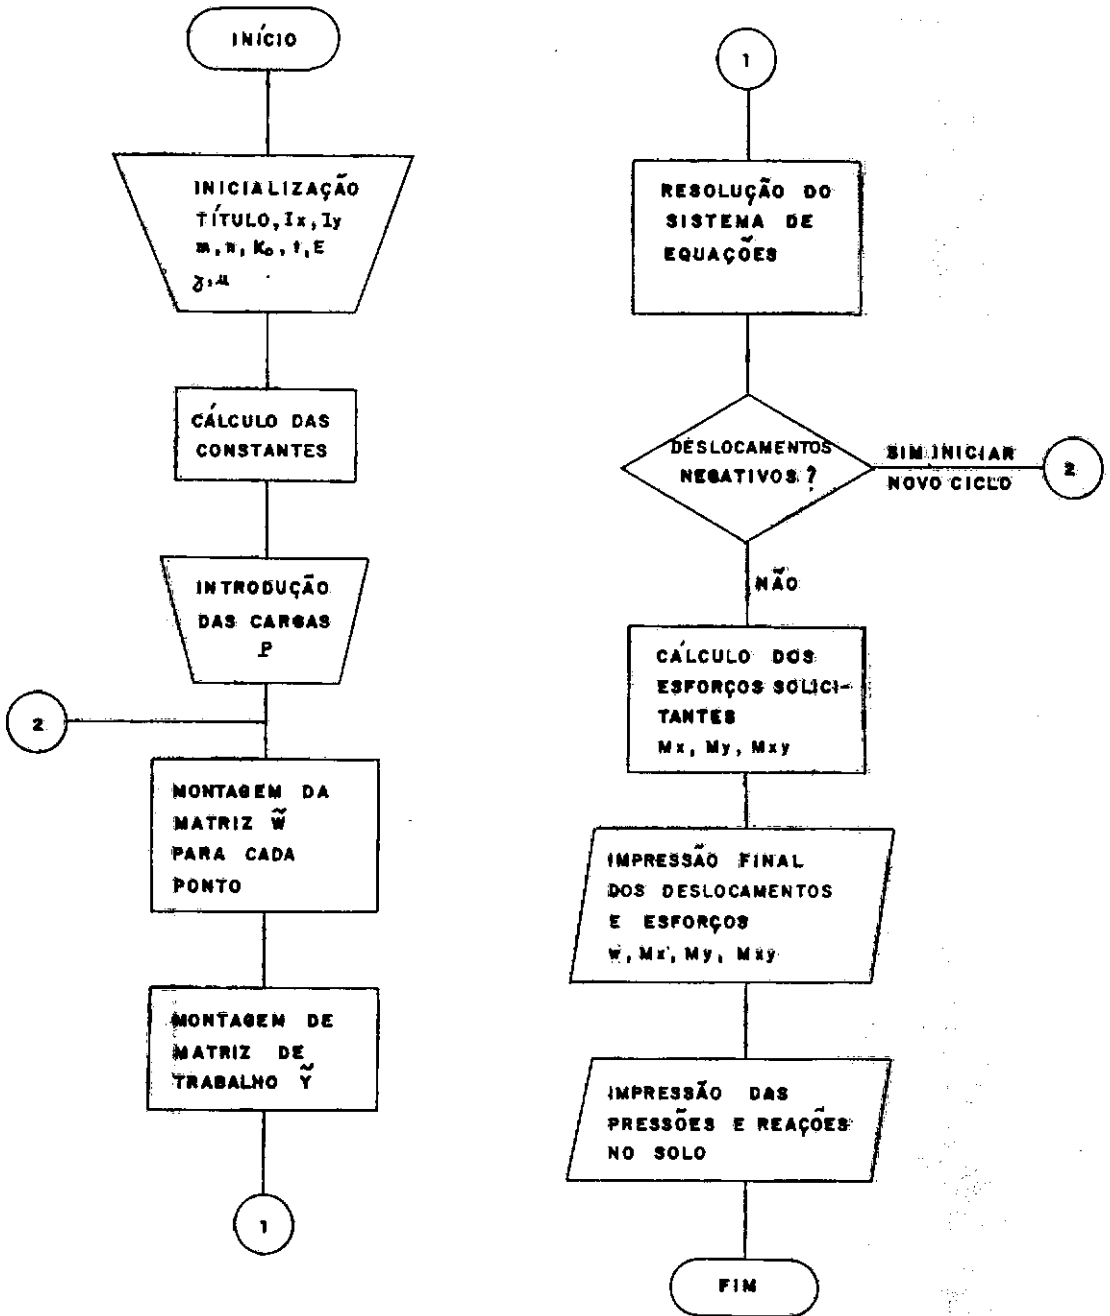 INÍCIO
INICIALIZAÇÃO
TÍTULO, Ix, Iy
m, n, Ko, t, E
γ, μ
CÁLCULO DAS
CONSTANTES
INTRODUÇÃO
DAS CARGAS
P
2
MONTAGEM DA
MATRIZ W̃
PARA CADA
PONTO
MONTAGEM DE
MATRIZ DE
TRABALHO Ỹ
1
1
RESOLUÇÃO DO
SISTEMA DE
EQUAÇÕES
DESLOCAMENTOS
NEGATIVOS?
SIM INICIAR
NOVO CICLO
2
NÃO
CÁLCULO DOS
ESFORÇOS SOLICI-
TANTES
Mx, My, Mxy
IMPRESSÃO FINAL
DOS DESLOCAMENTOS
E ESFORÇOS
w, Mx, My, Mxy
IMPRESSÃO DAS
PRESSÕES E REAÇÕES
NO SOLO
FIM